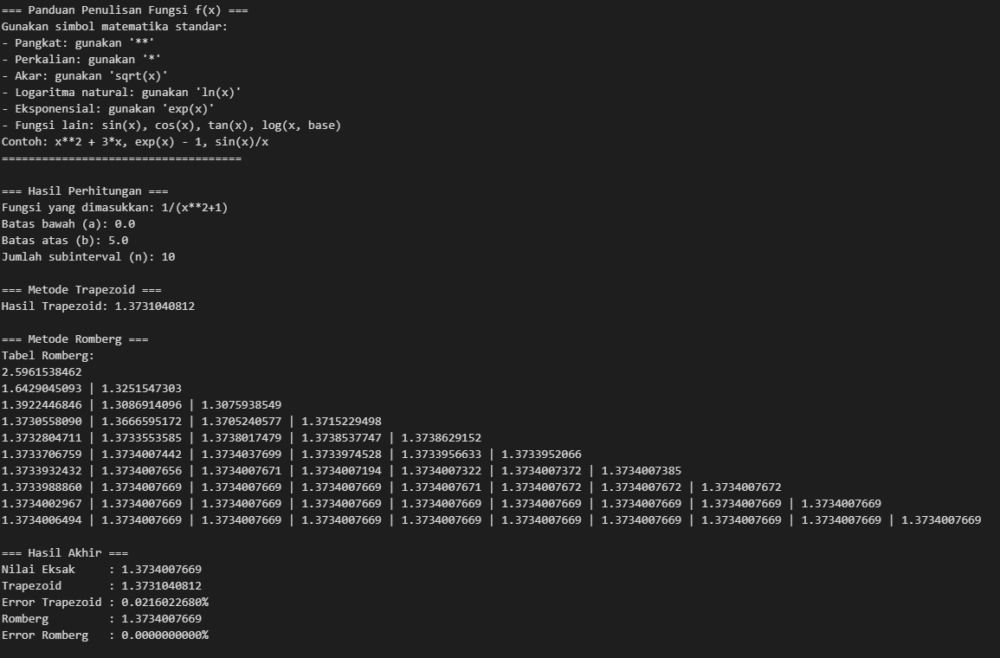 === Panduan Penulisan Fungsi f(x) ===
Gunakan simbol matematika standar:
- Pangkat: gunakan '**'
- Perkalian: gunakan '*'
- Akar: gunakan 'sqrt(x)'
- Logaritma natural: gunakan 'ln(x)'
- Eksponensial: gunakan 'exp(x)'
- Fungsi lain: sin(x), cos(x), tan(x), log(x, base)
Contoh: x**2 + 3*x, exp(x) - 1, sin(x)/x
====================================
=== Hasil Perhitungan ===
Fungsi yang dimasukkan: 1/(x**2+1)
Batas bawah (a): 0.0
Batas atas (b): 5.0
Jumlah subinterval (n): 10
=== Metode Trapezoid ===
Hasil Trapezoid: 1.3731040812
=== Metode Romberg ===
Tabel Romberg:
2.5961538462
1.6429045093 | 1.3251547303
1.3922446846 | 1.3086914096 | 1.3075938549
1.3730558090 | 1.3666595172 | 1.3705240577 | 1.3715229498
1.3732804711 | 1.3733553585 | 1.3738017479 | 1.3738537747 | 1.3738629152
1.3733706759 | 1.3734007442 | 1.3734037699 | 1.3733974528 | 1.3733956633 | 1.3733952066
1.3733932432 | 1.3734007656 | 1.3734007671 | 1.3734007194 | 1.3734007322 | 1.3734007372 | 1.3734007385
1.3733988860 | 1.3734007669 | 1.3734007669 | 1.3734007671 | 1.3734007672 | 1.3734007672 | 1.3734007672
1.3734002967 | 1.3734007669 | 1.3734007669 | 1.3734007669 | 1.3734007669 | 1.3734007669 | 1.3734007669 | 1.3734007669 | 1.3734007669
1.3734006494 | 1.3734007669 | 1.3734007669 | 1.3734007669 | 1.3734007669 | 1.3734007669 | 1.3734007669 | 1.3734007669 | 1.3734007669 | 1.3734007669
=== Hasil Akhir ===
Nilai Eksak     : 1.3734007669
Trapezoid       : 1.3731040812
Error Trapezoid : 0.0216022680%
Romberg         : 1.3734007669
Error Romberg   : 0.0000000000%